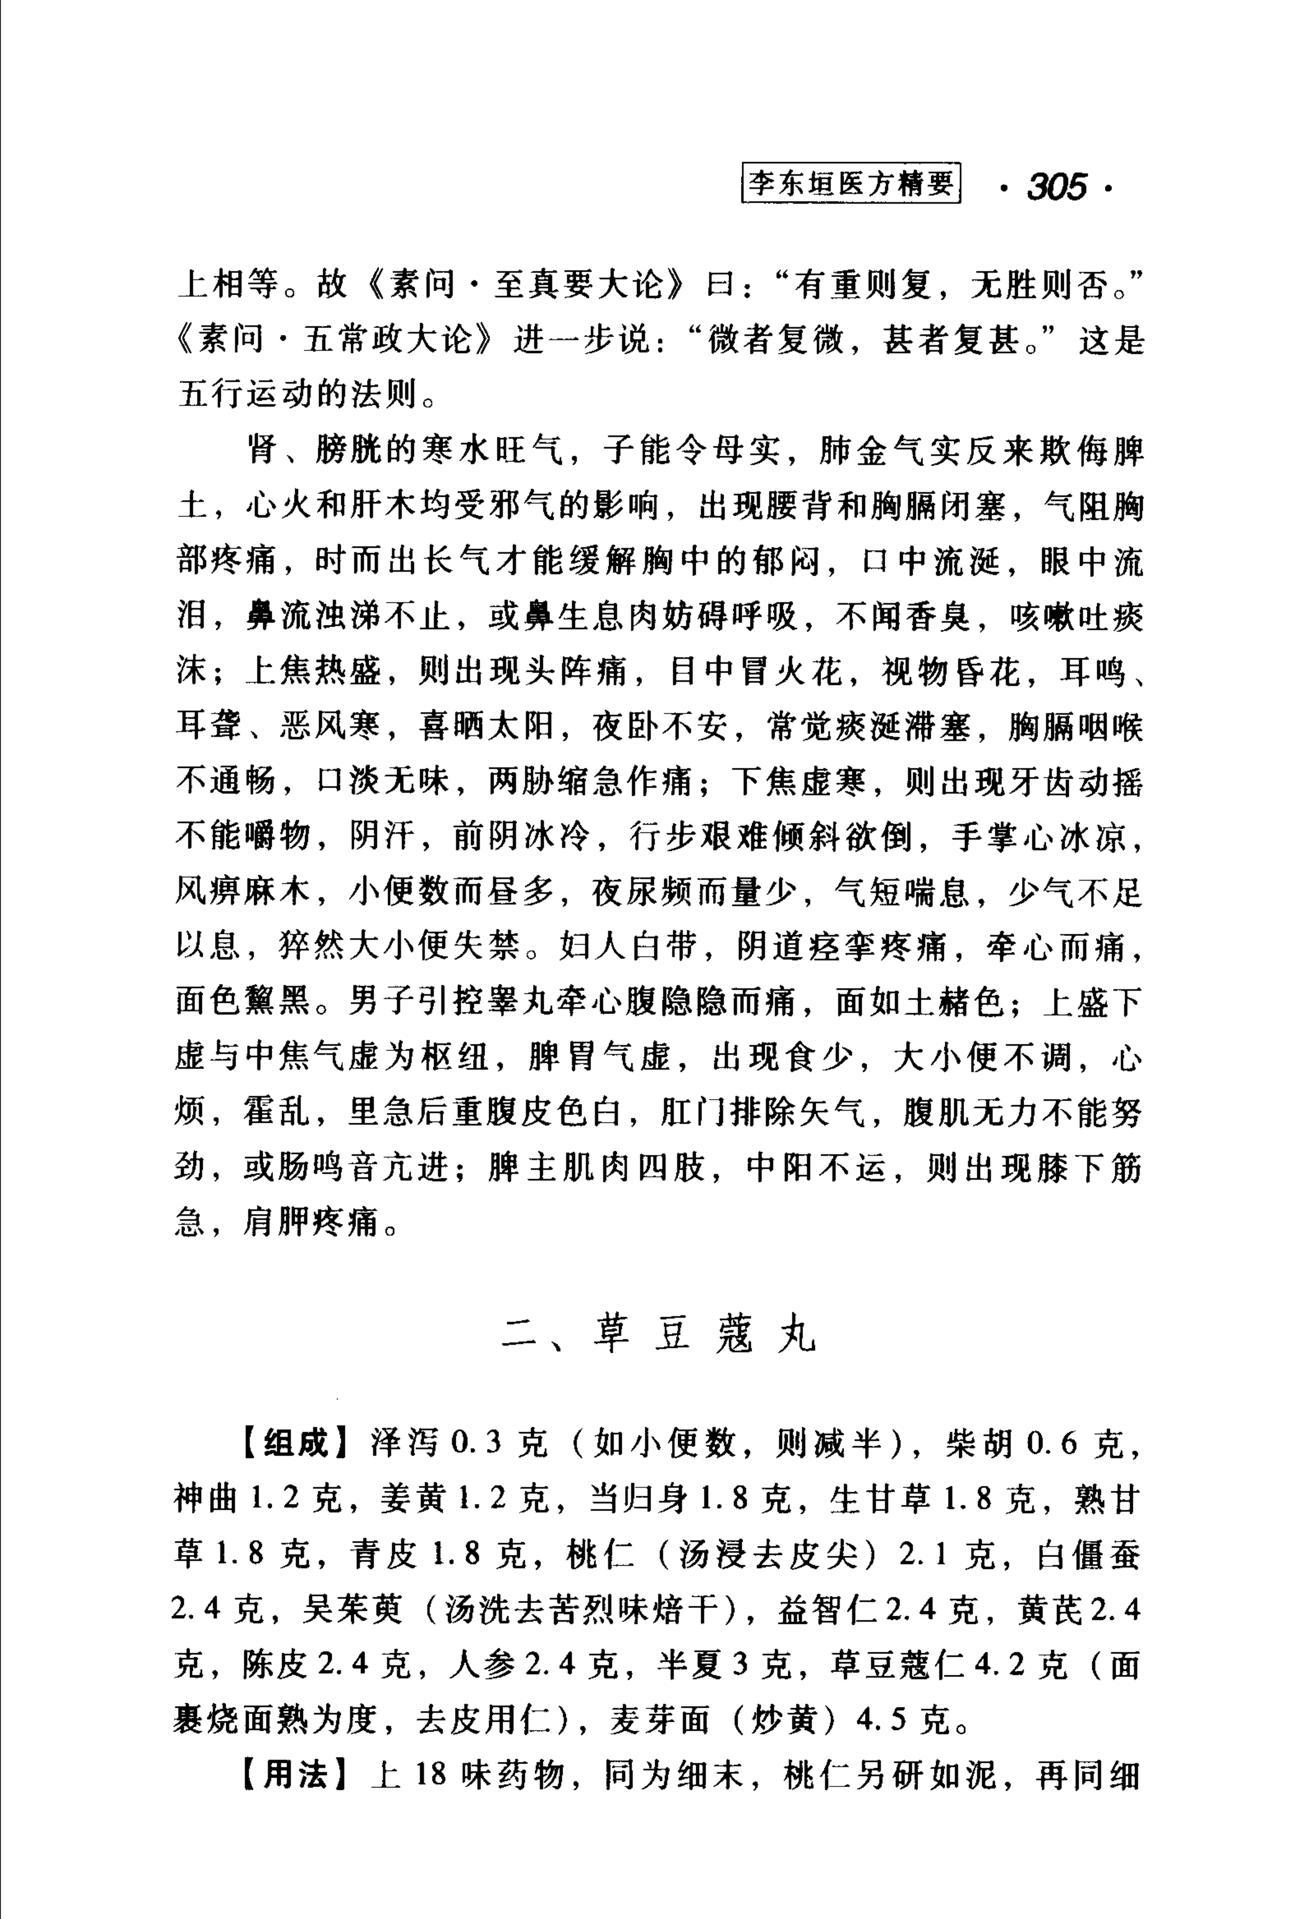 李东垣医方精要 · 305 ·
上相等。故《素问·至真要大论》曰：“有重则复，无胜则否。”
《素问·五常政大论》进一步说：“微者复微，甚者复甚。”这是
五行运动的法则。
肾、膀胱的寒水旺气，子能令母实，肺金气实反来欺侮脾
土，心火和肝木均受邪气的影响，出现腰背和胸膈闭塞，气阻胸
部疼痛，时而出长气才能缓解胸中的郁闷，口中流涎，眼中流
泪，鼻流浊涕不止，或鼻生息肉妨碍呼吸，不闻香臭，咳嗽吐痰
沫；上焦热盛，则出现头阵痛，目中冒火花，视物昏花，耳鸣、
耳聋、恶风寒，喜晒太阳，夜卧不安，常觉痰涎滞塞，胸膈咽喉
不通畅，口淡无味，两胁缩急作痛；下焦虚寒，则出现牙齿动摇
不能嚼物，阴汗，前阴冰冷，行步艰难倾斜欲倒，手掌心冰凉，
风痹麻木，小便数而昼多，夜尿频而量少，气短喘息，少气不足
以息，猝然大小便失禁。妇人白带，阴道痉挛疼痛，牵心而痛，
面色黧黑。男子引控睾丸牵心腹隐隐而痛，面如土赭色；上盛下
虚与中焦气虚为枢纽，脾胃气虚，出现食少，大小便不调，心
烦，霍乱，里急后重腹皮色白，肛门排除矢气，腹肌无力不能努
劲，或肠鸣音亢进；脾主肌肉四肢，中阳不运，则出现膝下筋
急，肩胛疼痛。
二、草豆蔻丸
【组成】泽泻0.3克（如小便数，则减半），柴胡0.6克，
神曲1.2克，姜黄1.2克，当归身1.8克，生甘草1.8克，熟甘
草1.8克，青皮1.8克，桃仁（汤浸去皮尖）2.1克，白僵蚕
2.4克，吴茱萸（汤洗去苦烈味焙干），益智仁2.4克，黄芪2.4
克，陈皮2.4克，人参2.4克，半夏3克，草豆蔻仁4.2克（面
裹烧面熟为度，去皮用仁），麦芽面（炒黄）4.5克。
【用法】上18味药物，同为细末，桃仁另研如泥，再同细